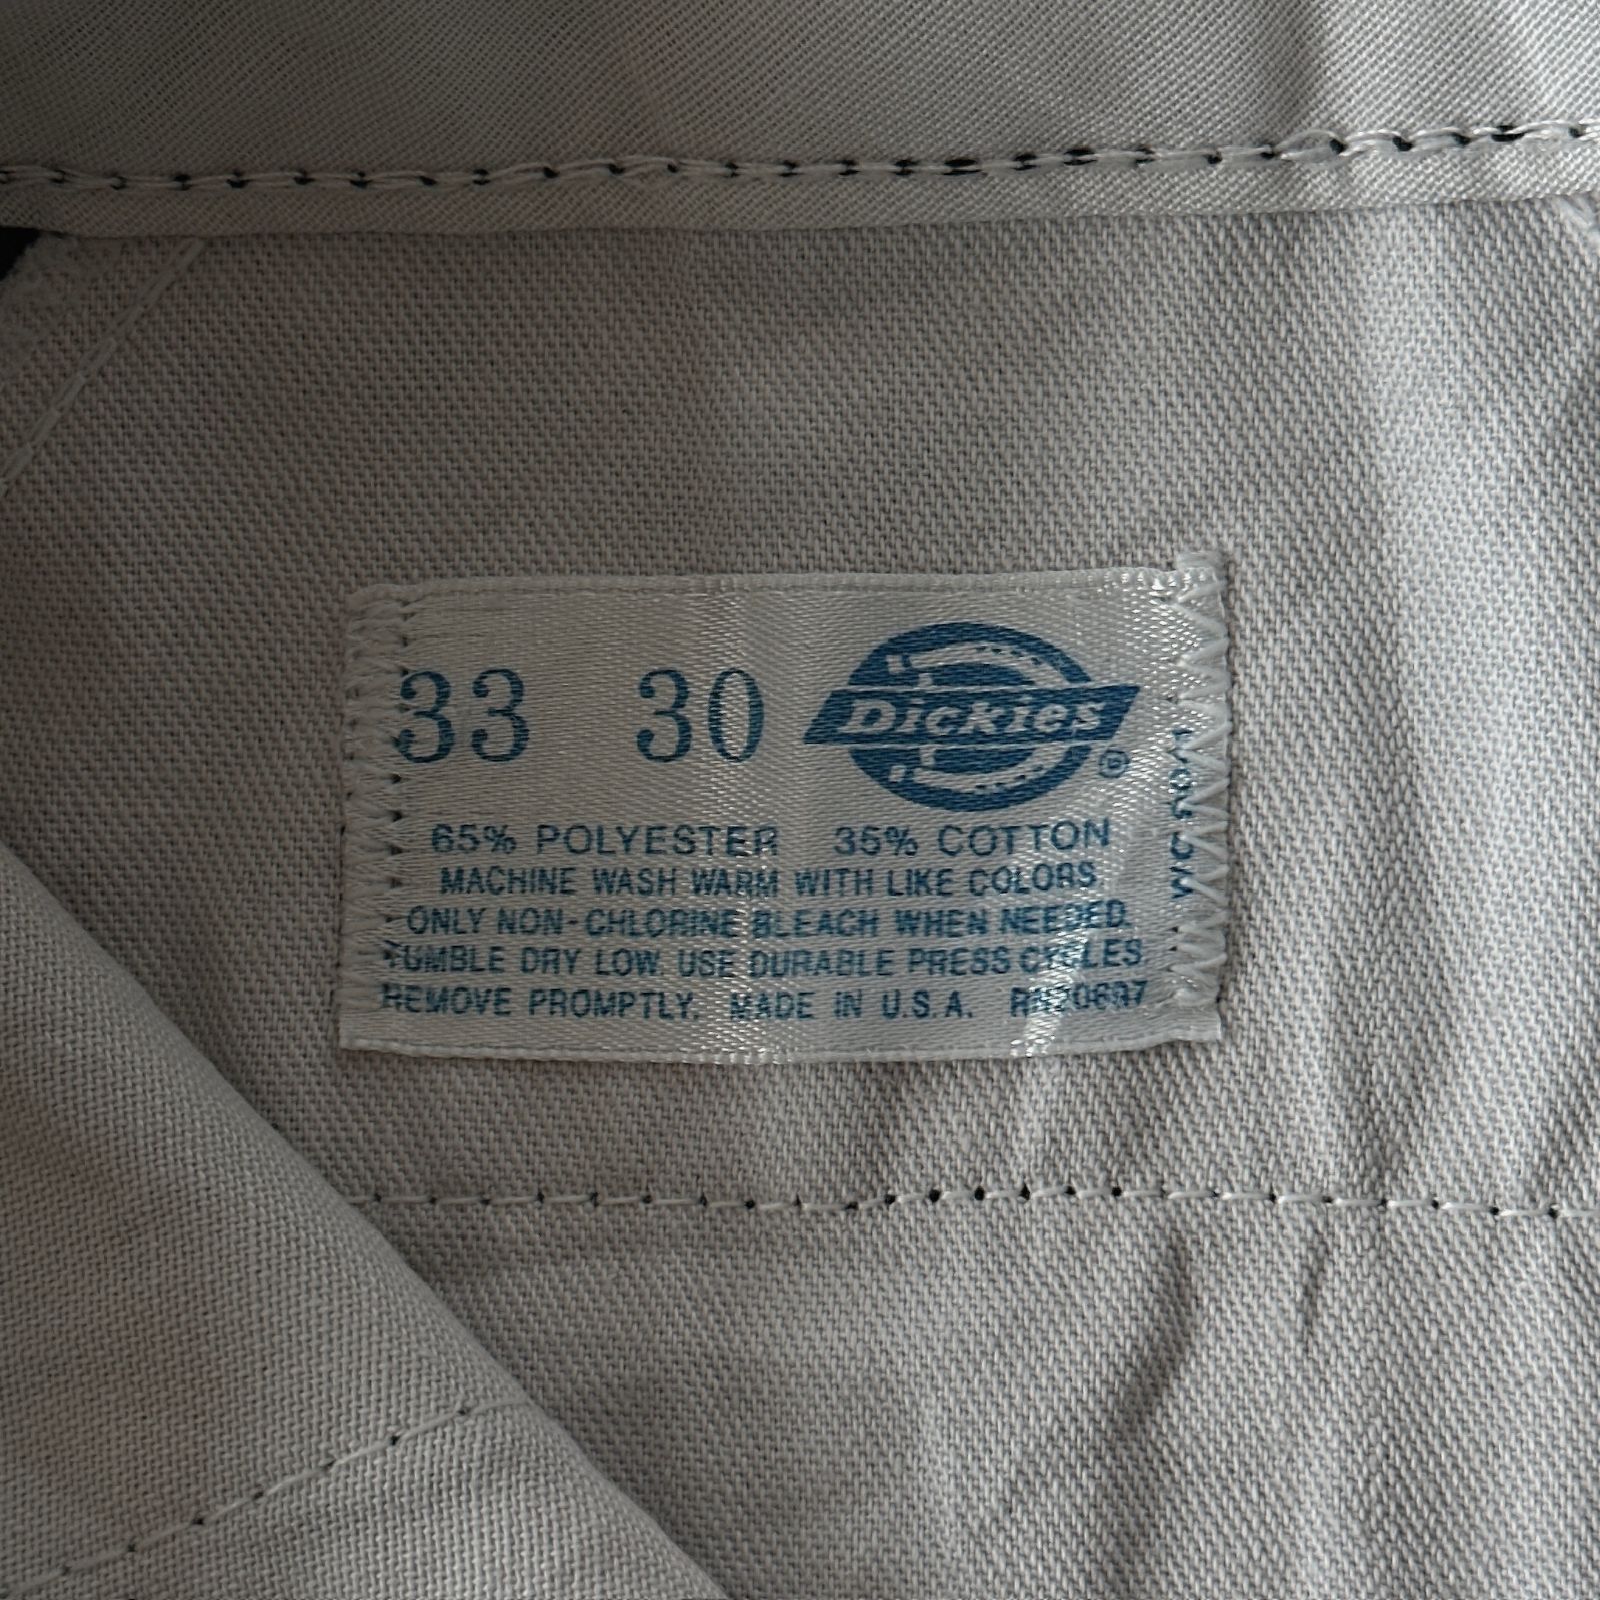 33 30 Dickies®
65% POLYESTER 35% COTTON
MACHINE WASH WARM WITH LIKE COLORS
ONLY NON-CHLORINE BLEACH WHEN NEEDED.
TUMBLE DRY LOW. USE DURABLE PRESS CYCLES
REMOVE PROMPTLY. MADE IN U.S.A.